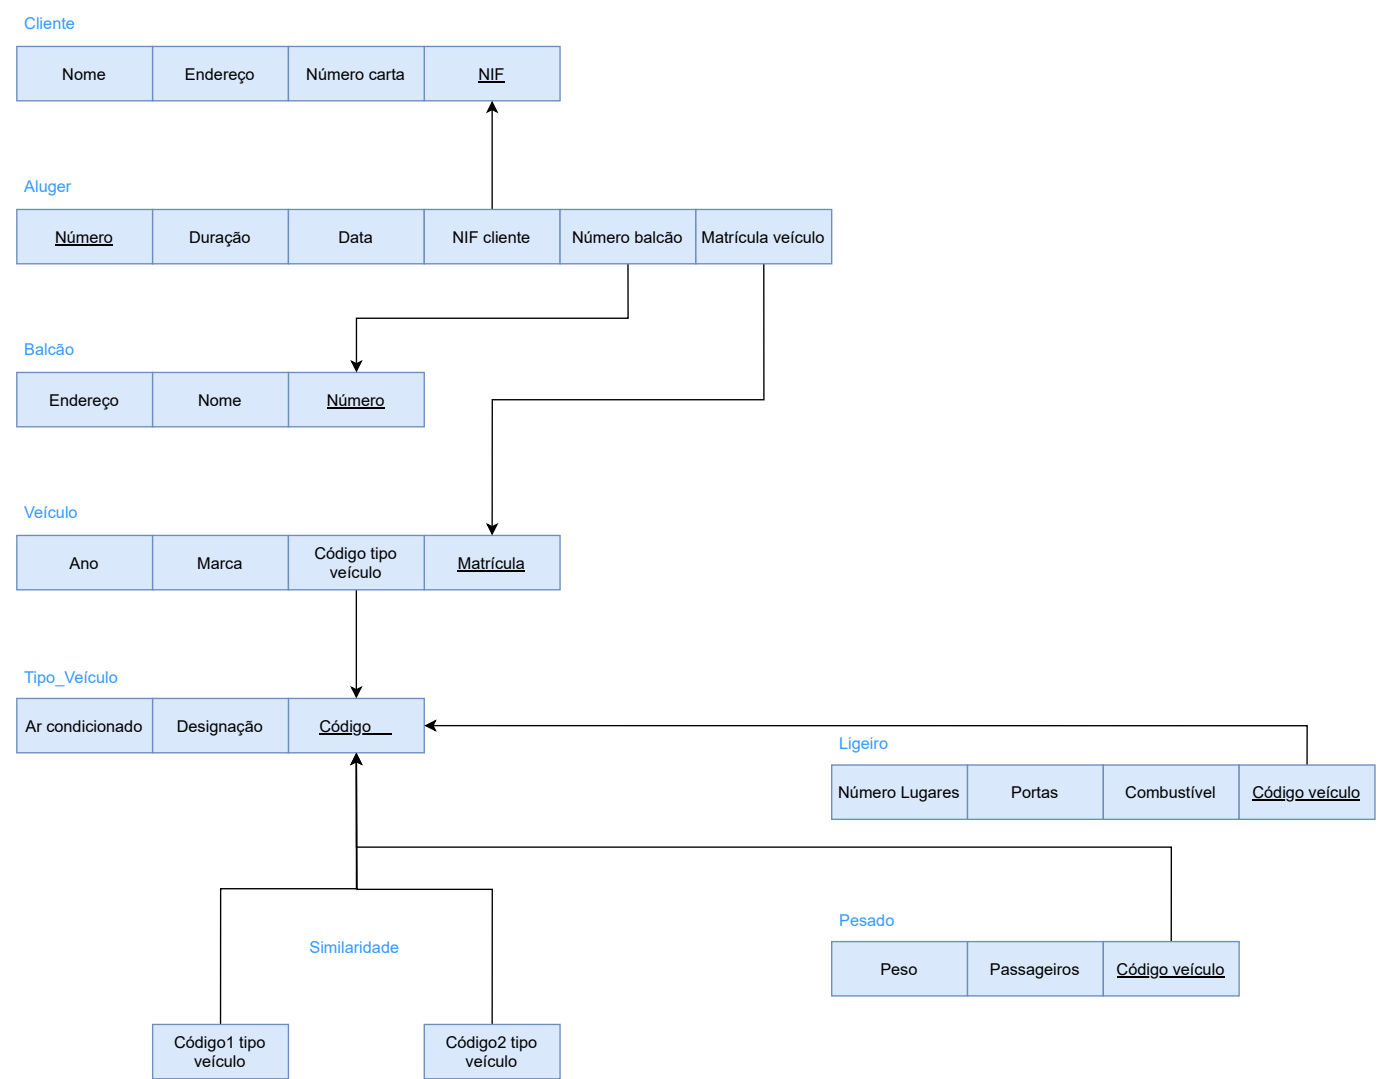 Cliente
Nome Endereço Número carta NIF
Aluger
Número Duração Data NIF cliente Número balcão Matrícula veículo
Balcão
Endereço Nome Número
Veículo
Ano Marca Código tipo veículo Matrícula
Tipo_Veículo
Ar condicionado Designação Código__
Ligeiro
Número Lugares Portas Combustível Código veículo
Pesado
Peso Passageiros Código veículo
Similaridade
Código1 tipo veículo Código2 tipo veículo